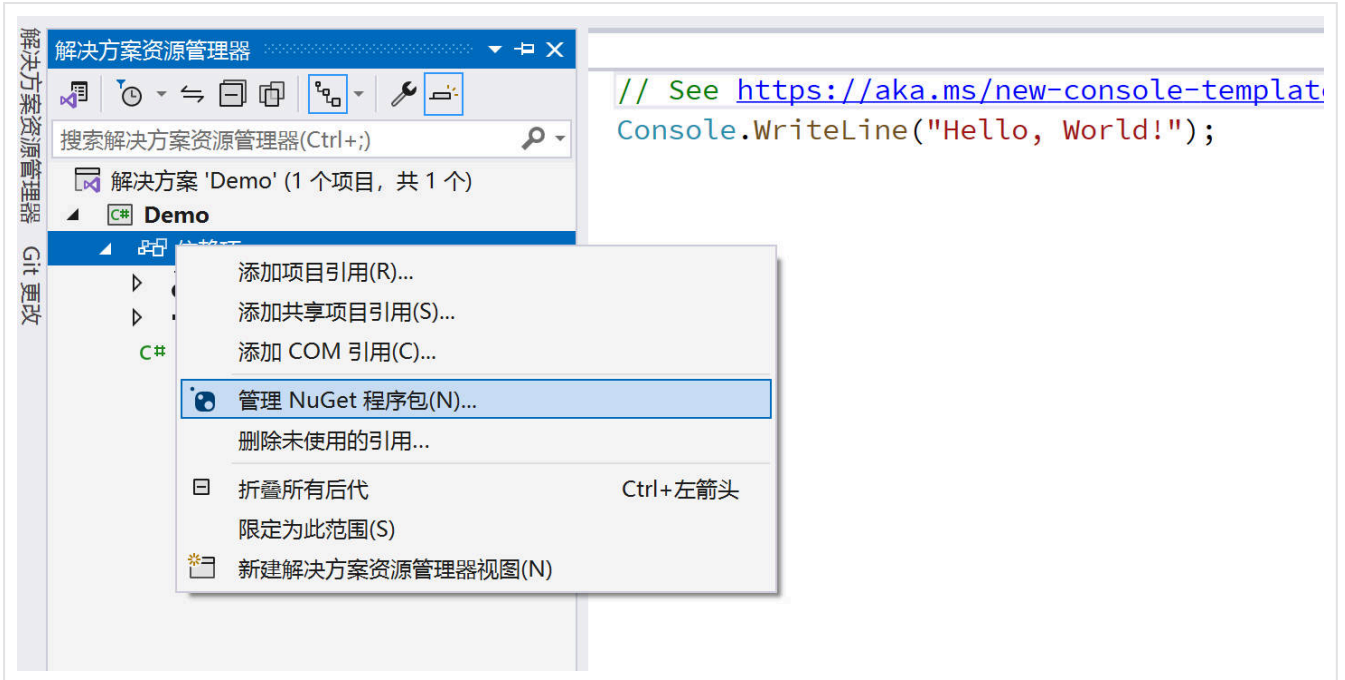 解决方案资源管理器
Git 更改
解决方案资源管理器
搜索解决方案资源管理器(Ctrl+;)
解决方案 'Demo' (1 个项目，共 1 个)
C# Demo
C#
添加项目引用(R)...
添加共享项目引用(S)...
添加 COM 引用(C)...
管理 NuGet 程序包(N)...
删除未使用的引用...
折叠所有后代 Ctrl+左箭头
限定为此范围(S)
新建解决方案资源管理器视图(N)
// See https://aka.ms/new-console-templat
Console.WriteLine("Hello, World!");